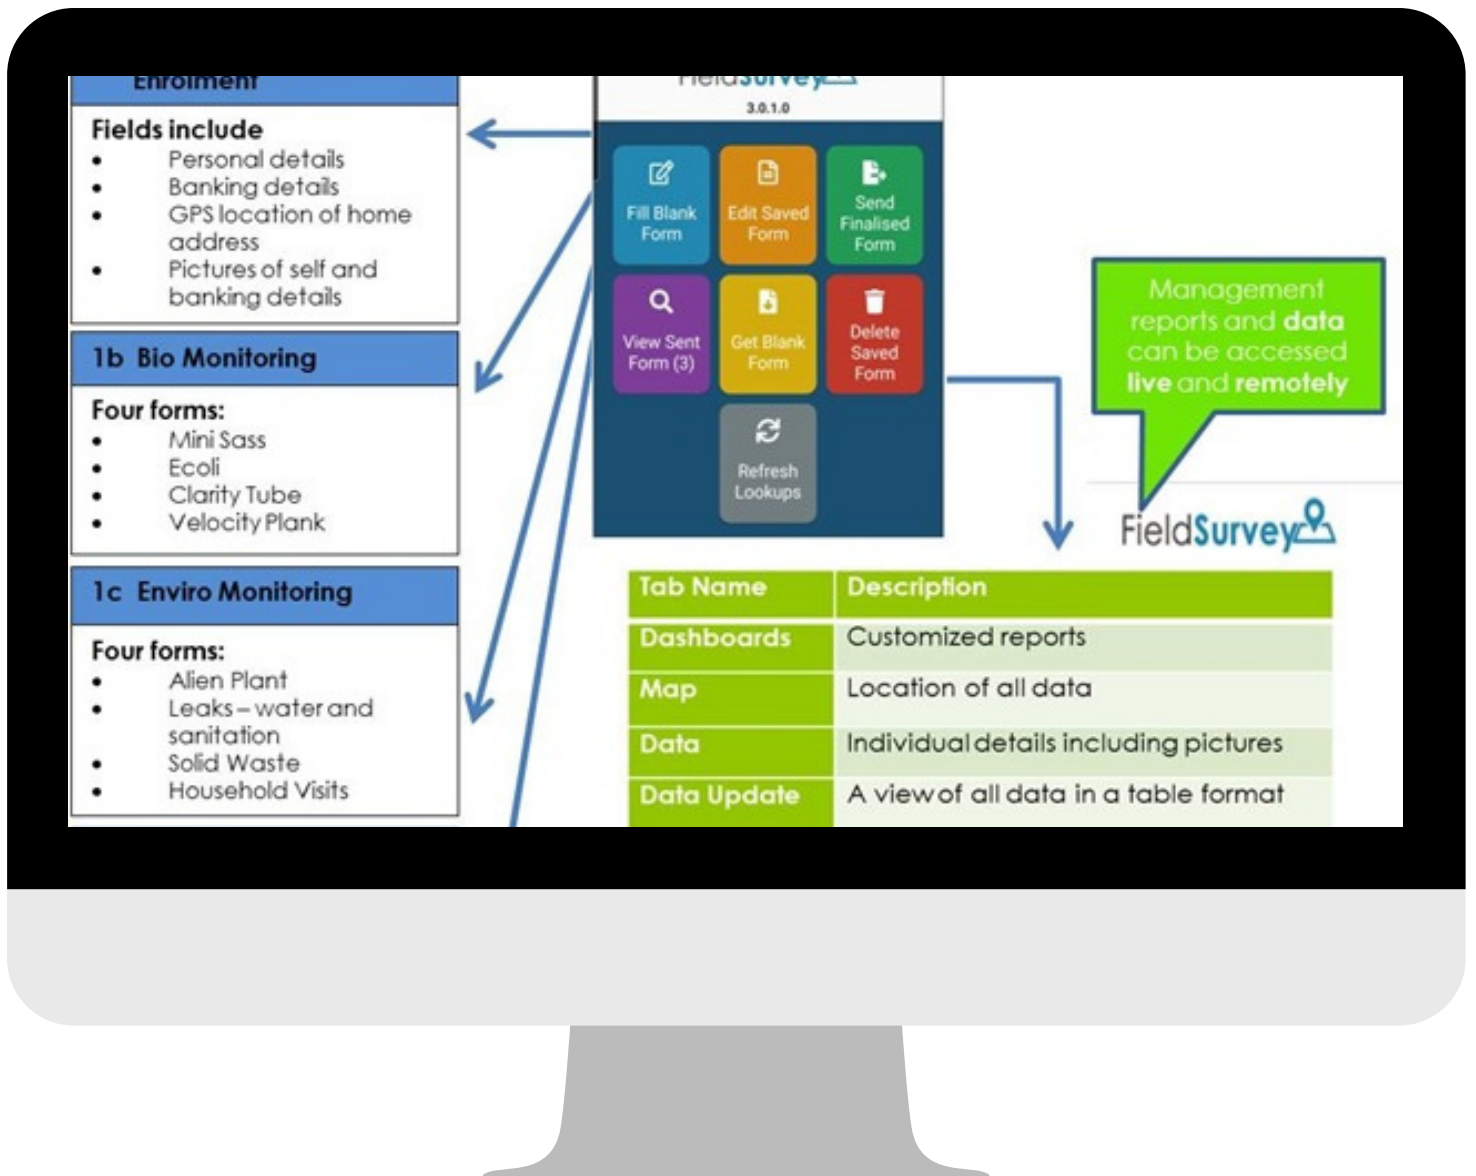 Enrolment
Fields include
• Personal details
• Banking details
• GPS location of home
address
• Pictures of self and
banking details
1b Bio Monitoring
Four forms:
• Mini Sass
• Ecoli
• Clarity Tube
• Velocity Plank
1c Enviro Monitoring
Four forms:
• Alien Plant
• Leaks – water and
sanitation
• Solid Waste
• Household Visits
FieldSurvey
3.0.1.0
Fill Blank
Form
Edit Saved
Form
Send
Finalised
Form
View Sent
Form (3)
Get Blank
Form
Delete
Saved
Form
Refresh
Lookups
Management
reports and data
can be accessed
live and remotely
FieldSurvey
Tab Name Description
Dashboards Customized reports
Map Location of all data
Data Individual details including pictures
Data Update A view of all data in a table format